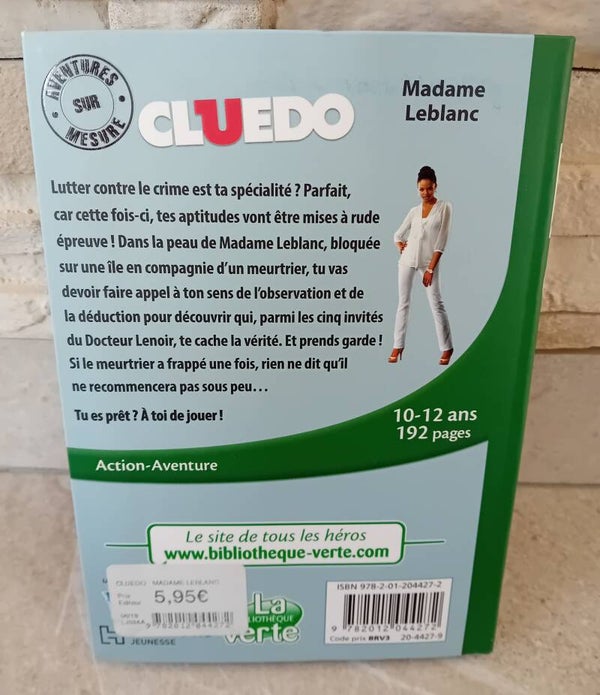 AVENTURES
SUR
MESURE
CLUEDO
Madame
Leblanc
Lutter contre le crime est ta spécialité ? Parfait,
car cette fois-ci, tes aptitudes vont être mises à rude
épreuve ! Dans la peau de Madame Leblanc, bloquée
sur une île en compagnie d'un meurtrier, tu vas
devoir faire appel à ton sens de l'observation et de
la déduction pour découvrir qui, parmi les cinq invités
du Docteur Lenoir, te cache la vérité. Et prends garde !
Si le meurtrier a frappé une fois, rien ne dit qu'il
ne recommencera pas sous peu...
Tu es prêt ? À toi de jouer !
10-12 ans
192 pages
Action-Aventure
Le site de tous les héros
www.bibliotheque-verte.com
CLUEDO MADAME LEBLANC
Prix
Editeur
5,95€
9 782012 044272
La
BLIOTHÈQUE
verte
JEUNESSE
ISBN 978-2-01-204427-2
9 782012 044272
Code prix BRV3 20-4427-9